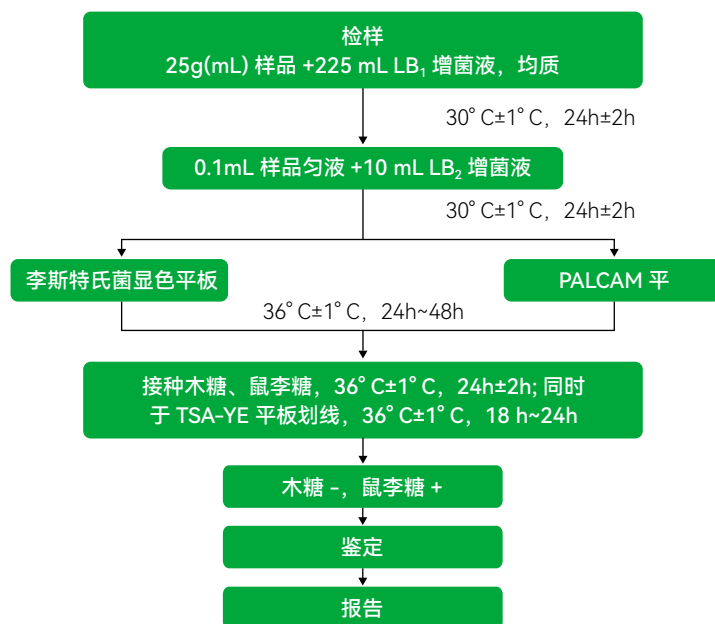 检样
25g(mL) 样品 +225 mL LB₁ 增菌液，均质
30° C±1° C，24h±2h
0.1mL 样品匀液 +10 mL LB₂ 增菌液
30° C±1° C，24h±2h
李斯特氏菌显色平板
PALCAM 平
36° C±1° C，24h~48h
接种木糖、鼠李糖，36° C±1° C，24h±2h; 同时
于 TSA-YE 平板划线，36° C±1° C，18 h~24h
木糖 -，鼠李糖 +
鉴定
报告